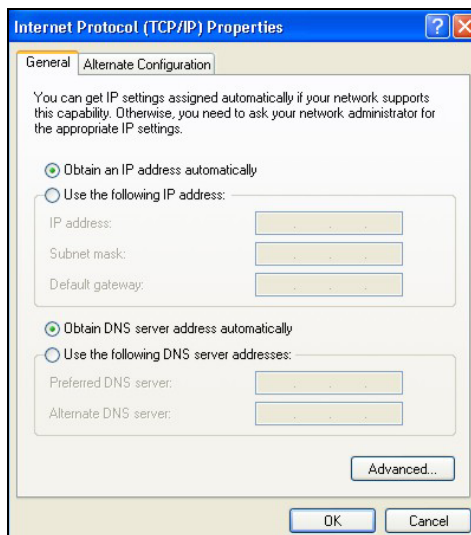 Internet Protocol (TCP/IP) Properties
General
Alternate Configuration
You can get IP settings assigned automatically if your network supports
this capability. Otherwise, you need to ask your network administrator for
the appropriate IP settings.
Obtain an IP address automatically
Use the following IP address:
IP address:
Subnet mask:
Default gateway:
Obtain DNS server address automatically
Use the following DNS server addresses:
Preferred DNS server:
Alternate DNS server:
Advanced...
OK
Cancel